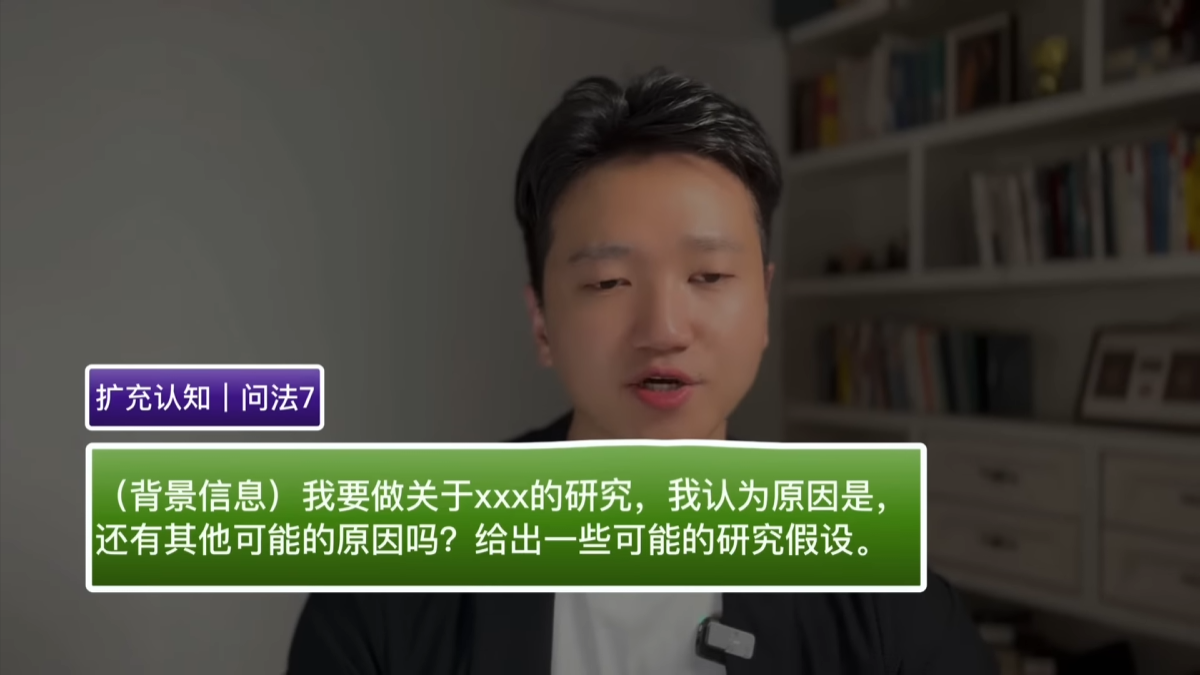 扩充认知｜问法7
（背景信息）我要做关于xxx的研究，我认为原因是，
还有其他可能的原因吗？给出一些可能的研究假设。